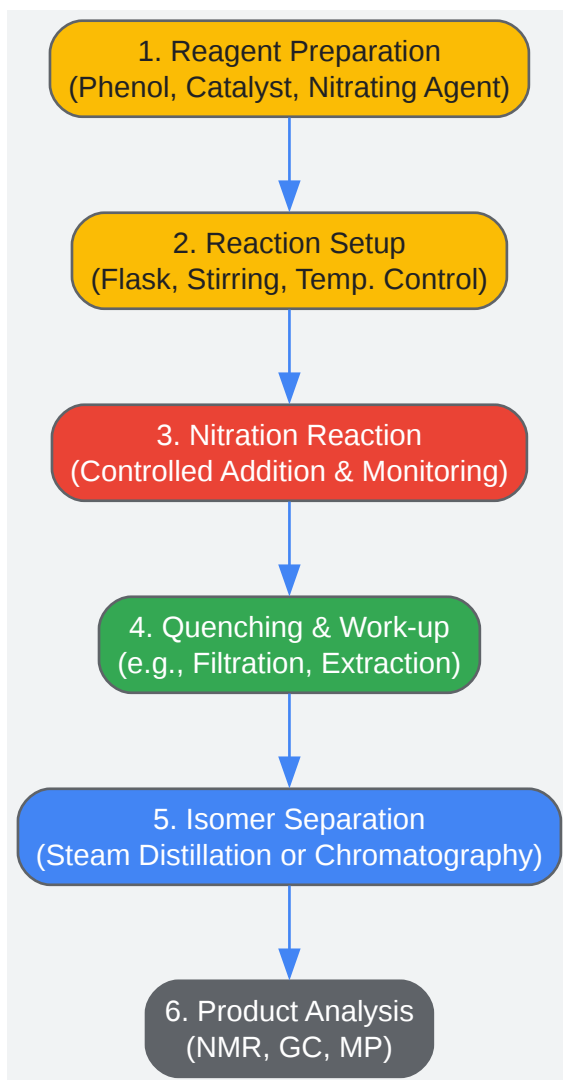 1. Reagent Preparation
(Phenol, Catalyst, Nitrating Agent)
2. Reaction Setup
(Flask, Stirring, Temp. Control)
3. Nitration Reaction
(Controlled Addition & Monitoring)
4. Quenching & Work-up
(e.g., Filtration, Extraction)
5. Isomer Separation
(Steam Distillation or Chromatography)
6. Product Analysis
(NMR, GC, MP)